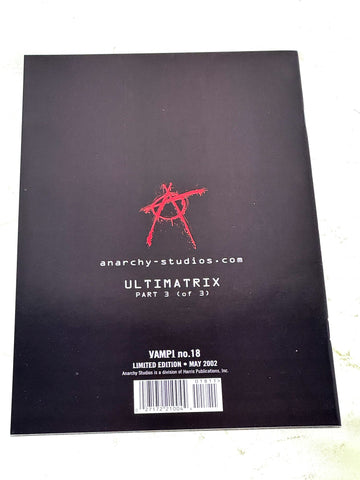 anarchy-studios.com
ULTIMATRIX
PART 3 (of 3)
VAMPI no.18
LIMITED EDITION • MAY 2002
Anarchy Studios is a division of Harris Publications, Inc.
01811